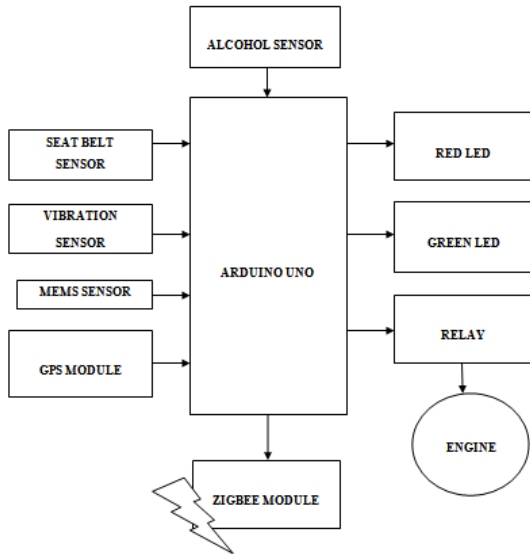 ALCOHOL SENSOR
SEAT BELT
SENSOR
RED LED
VIBRATION
SENSOR
GREEN LED
ARDUINO UNO
MEMS SENSOR
RELAY
GPS MODULE
ENGINE
ZIGBEE MODULE